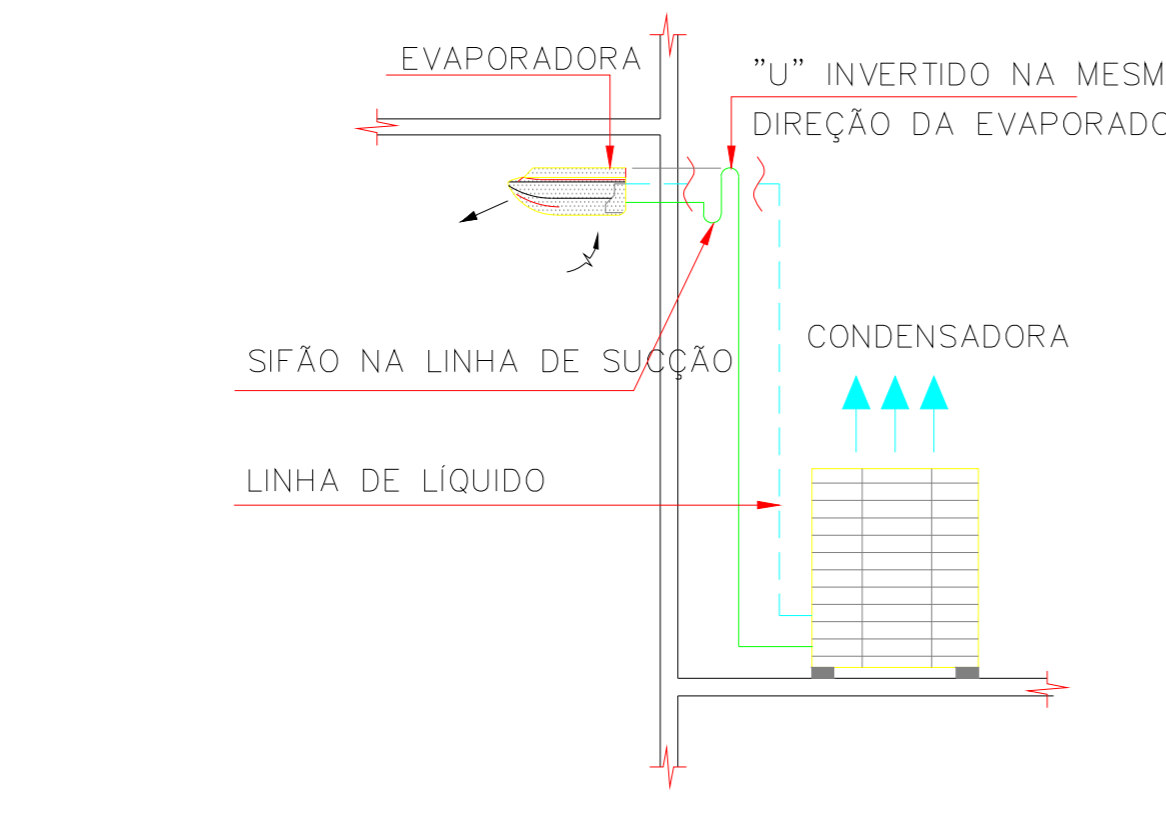 EVAPORADORA
"U" INVERTIDO NA MESM
DIREÇÃO DA EVAPORADO
CONDENSADORA
SIFÃO NA LINHA DE SUCÇÃO
LINHA DE LÍQUIDO